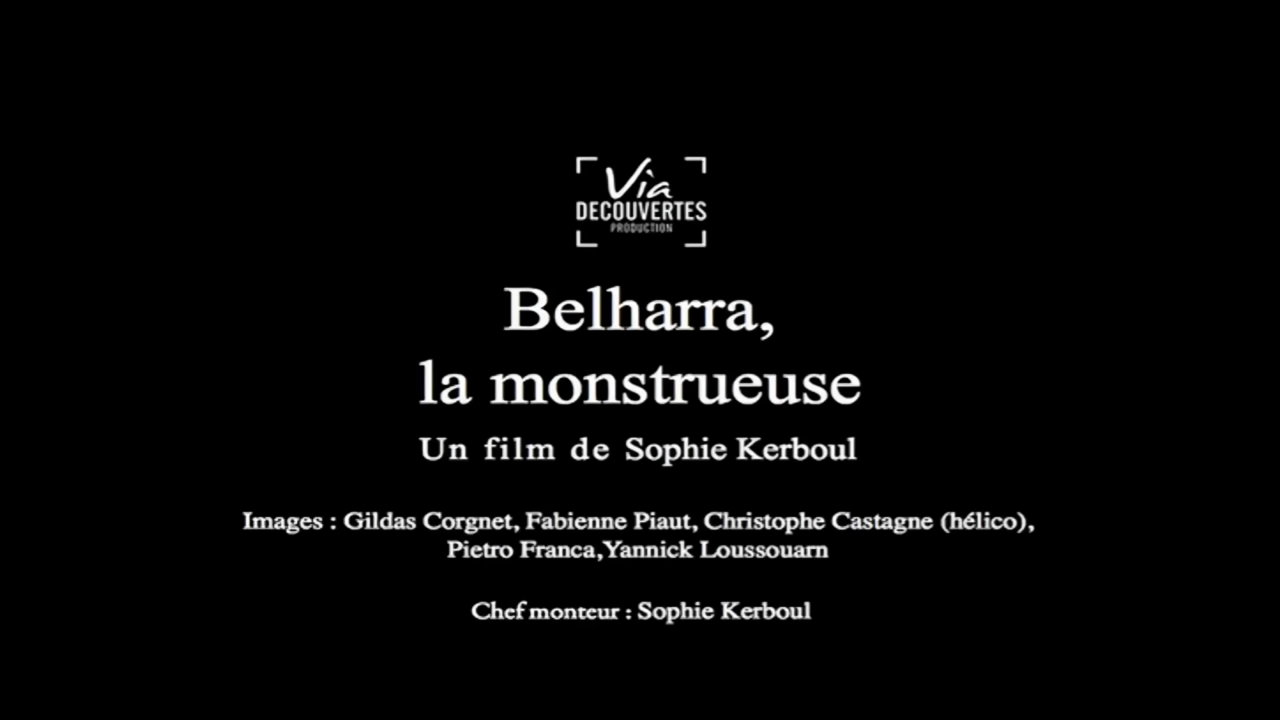 Via
DECOUVERTES
PRODUCTION
Belharra,
la monstrueuse
Un film de Sophie Kerboul
Images : Gildas Corgnet, Fabienne Piaut, Christophe Castagne (hélico),
Pietro Franca,Yannick Loussouarn
Chef monteur : Sophie Kerboul